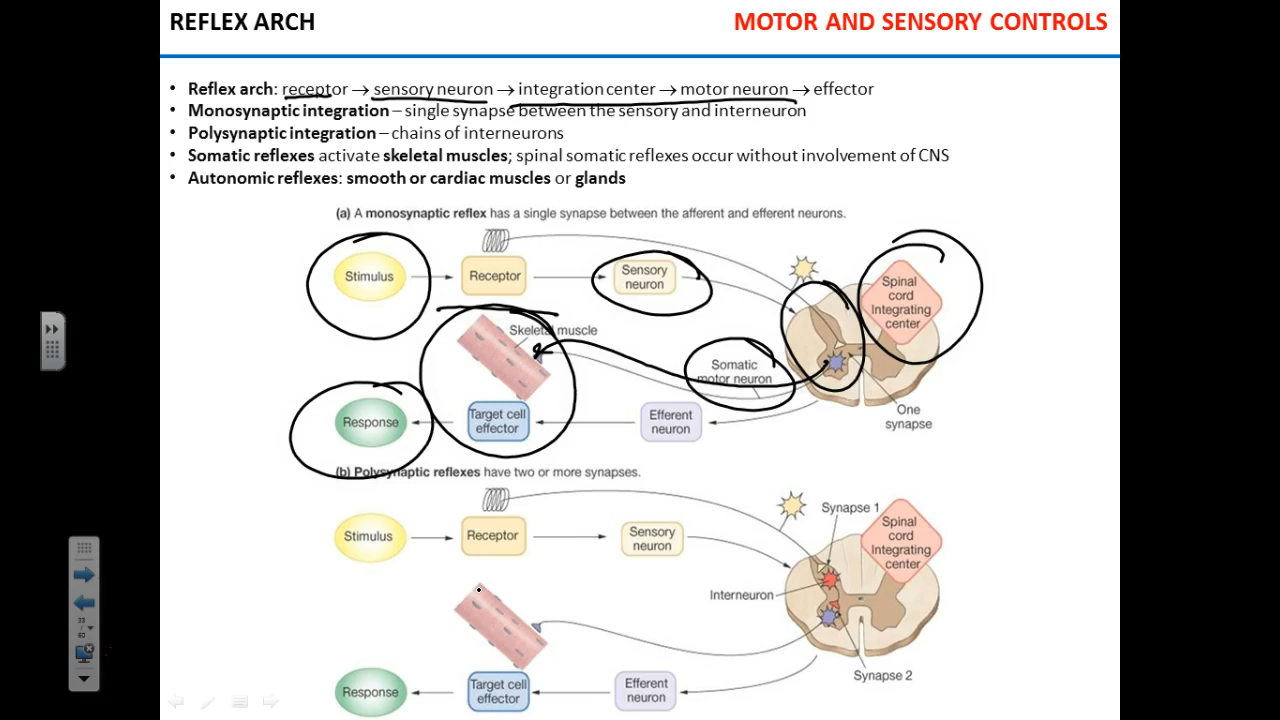 REFLEX ARCH
MOTOR AND SENSORY CONTROLS
• Reflex arch: receptor → sensory neuron → integration center → motor neuron → effector
• Monosynaptic integration – single synapse between the sensory and interneuron
• Polysynaptic integration – chains of interneurons
• Somatic reflexes activate skeletal muscles; spinal somatic reflexes occur without involvement of CNS
• Autonomic reflexes: smooth or cardiac muscles or glands
(a) A monosynaptic reflex has a single synapse between the afferent and efferent neurons.
Stimulus
Receptor
Sensory
neuron
Spinal
cord
Integrating
center
Skeletal muscle
Somatic
motor neuron
One
synapse
Response
Target cell
effector
Efferent
neuron
(b) Polysynaptic reflexes have two or more synapses.
Synapse 1
Stimulus
Receptor
Sensory
neuron
Spinal
cord
Integrating
center
Interneuron
Synapse 2
Response
Target cell
effector
Efferent
neuron
33
60